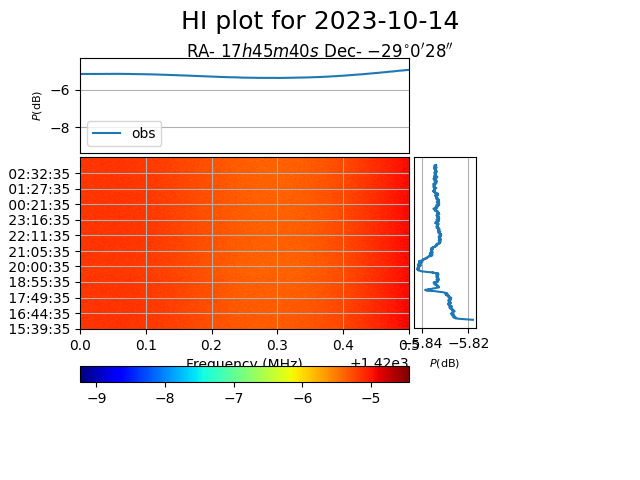 HI plot for 2023-10-14
RA- 17h45m40s Dec- −29°0′28″
P(dB)
−6
−8
obs
02:32:35
01:27:35
00:21:35
23:16:35
22:11:35
21:05:35
20:00:35
18:55:35
17:49:35
16:44:35
15:39:35
0.0 0.1 0.2 0.3 0.4 0.5
Frequency (MHz)
+1.42e3
−5.84 −5.82
P(dB)
−9 −8 −7 −6 −5